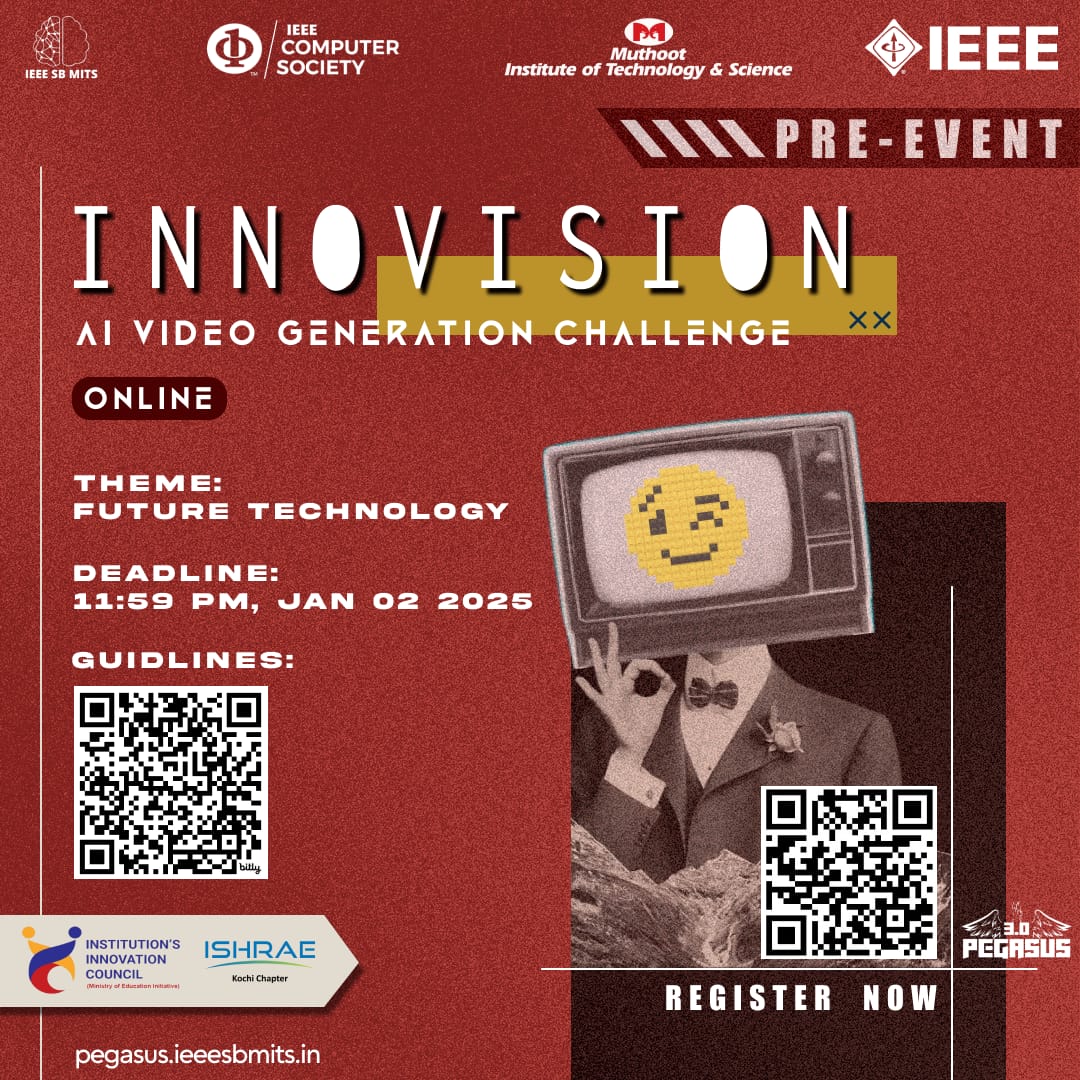 IEEE SB MITS
IEEE
COMPUTER
SOCIETY
TM
Muthoot
Institute of Technology & Science
IEEE
PRE-EVENT
INNOVISION
AI VIDEO GENERATION CHALLENGE
ONLINE
THEME:
FUTURE TECHNOLOGY
DEADLINE:
11:59 PM, JAN 02 2025
GUIDLINES:
bitly
INSTITUTION'S
INNOVATION
COUNCIL
(Ministry of Education Initiative)
ISHRAE
Kochi Chapter
3.0
PEGASUS
REGISTER NOW
pegasus.ieeesbmits.in